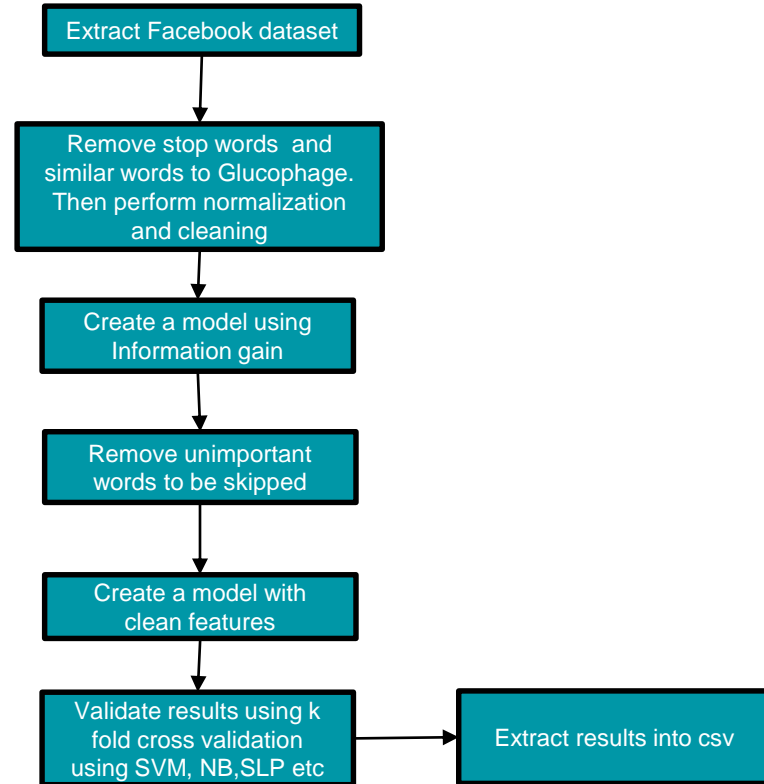 Extract Facebook dataset
Remove stop words and
similar words to Glucophage.
Then perform normalization
and cleaning
Create a model using
Information gain
Remove unimportant
words to be skipped
Create a model with
clean features
Validate results using k
fold cross validation
using SVM, NB,SLP etc
Extract results into csv